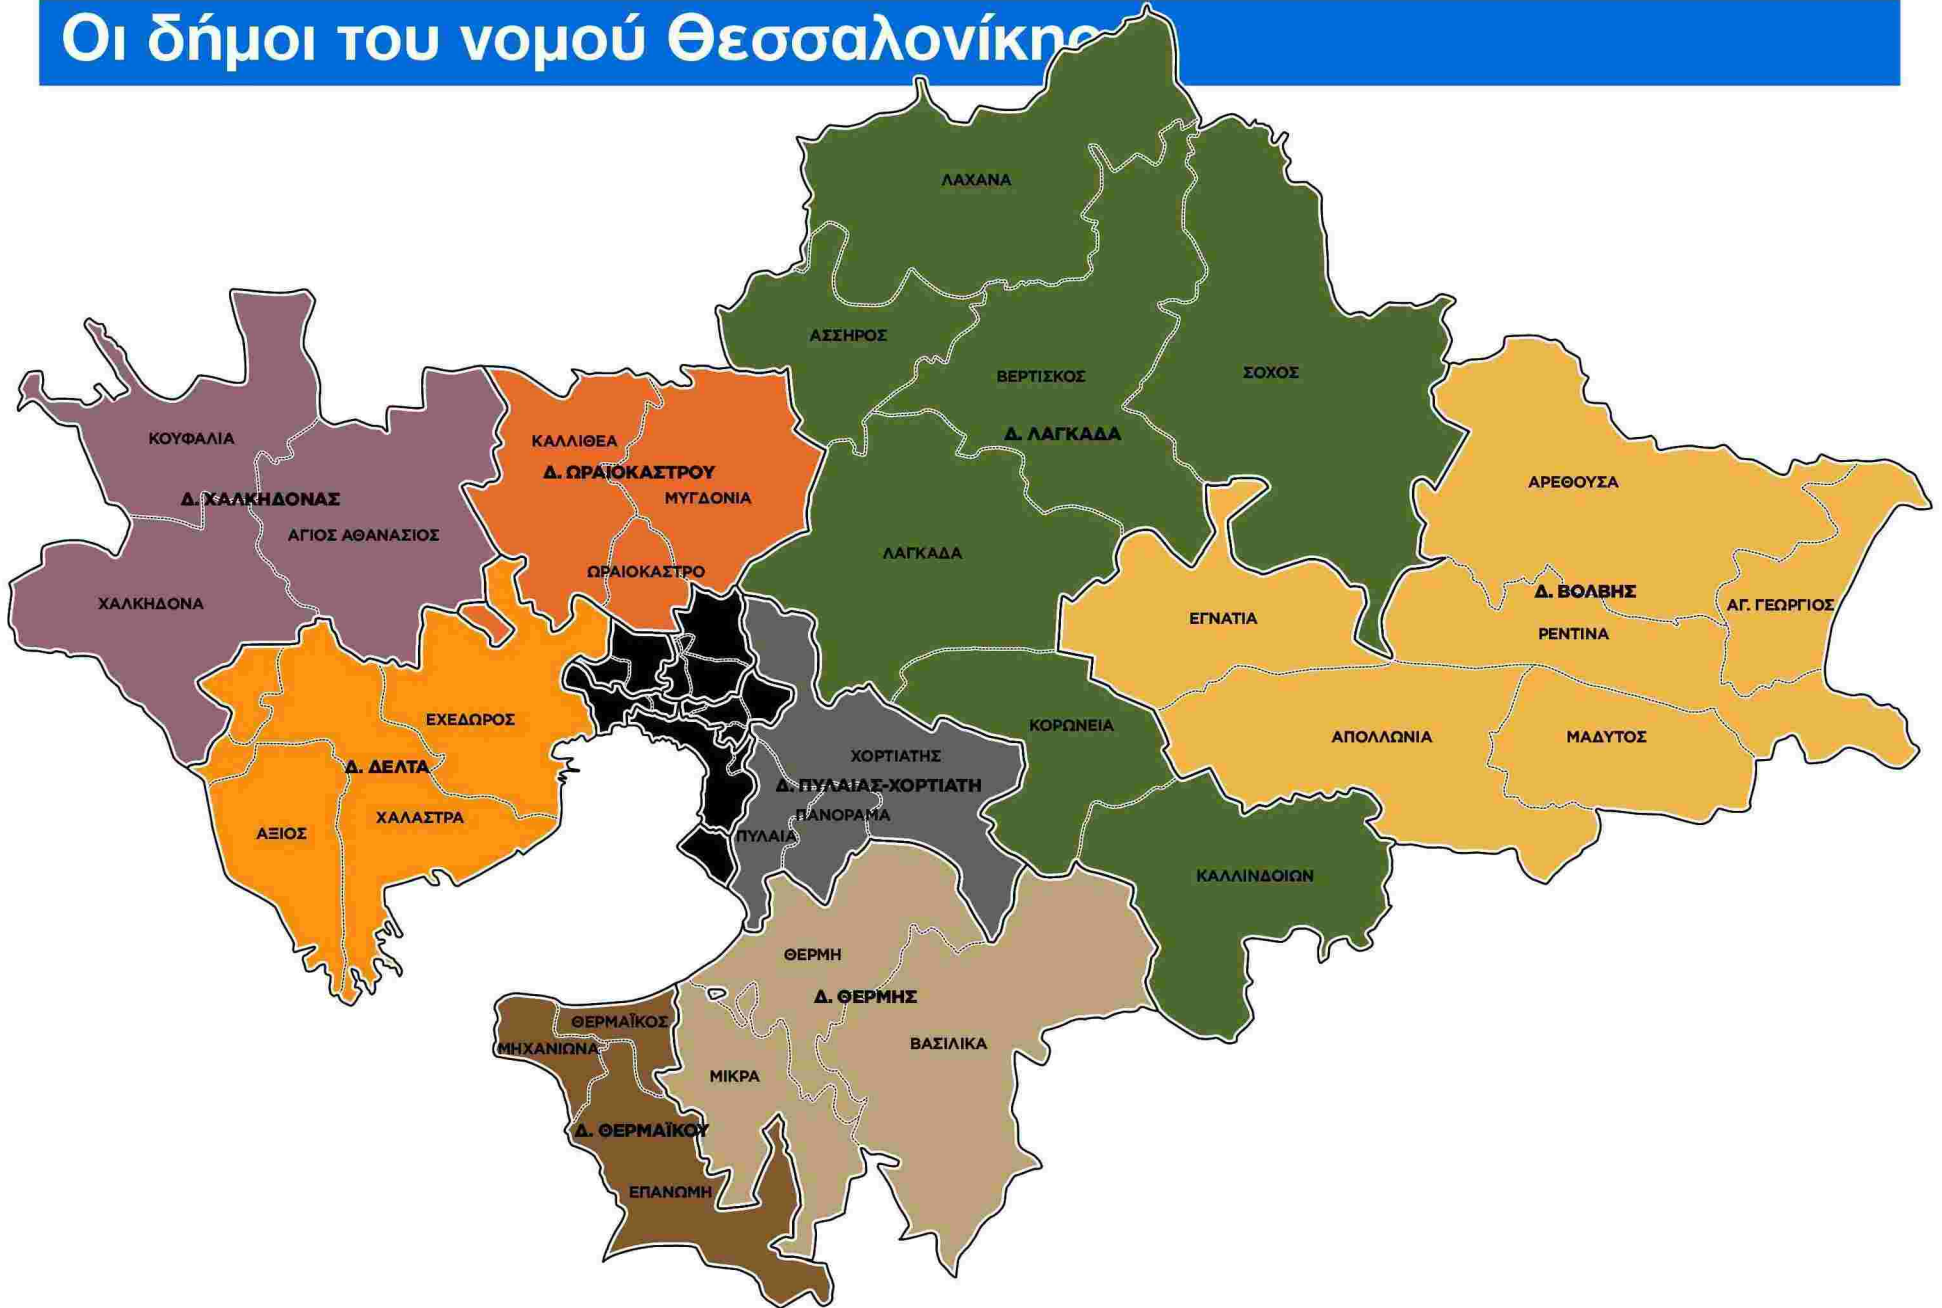 Οι δήμοι του νομού Θεσσαλονίκης
ΛΑΧΑΝΑ
ΑΣΣΗΡΟΣ
ΒΕΡΤΙΣΚΟΣ
ΣΟΧΟΣ
Δ. ΛΑΓΚΑΔΑ
ΛΑΓΚΑΔΑ
ΚΟΡΩΝΕΙΑ
ΚΑΛΛΙΝΔΟΙΩΝ
ΚΟΥΦΑΛΙΑ
Δ. ΧΑΛΚΗΔΟΝΑΣ
ΑΓΙΟΣ ΑΘΑΝΑΣΙΟΣ
ΧΑΛΚΗΔΟΝΑ
ΚΑΛΛΙΘΕΑ
Δ. ΩΡΑΙΟΚΑΣΤΡΟΥ
ΜΥΓΔΟΝΙΑ
ΩΡΑΙΟΚΑΣΤΡΟ
ΑΡΕΘΟΥΣΑ
Δ. ΒΟΛΒΗΣ
ΑΓ. ΓΕΩΡΓΙΟΣ
ΕΓΝΑΤΙΑ
ΡΕΝΤΙΝΑ
ΑΠΟΛΛΩΝΙΑ
ΜΑΔΥΤΟΣ
ΕΧΕΔΩΡΟΣ
Δ. ΔΕΛΤΑ
ΧΑΛΑΣΤΡΑ
ΑΞΙΟΣ
ΧΟΡΤΙΑΤΗΣ
Δ. ΠΥΛΑΙΑΣ-ΧΟΡΤΙΑΤΗ
ΠΑΝΟΡΑΜΑ
ΠΥΛΑΙΑ
ΘΕΡΜΗ
Δ. ΘΕΡΜΗΣ
ΒΑΣΙΛΙΚΑ
ΜΙΚΡΑ
ΘΕΡΜΑΪΚΟΣ
ΜΗΧΑΝΙΩΝΑ
Δ. ΘΕΡΜΑΪΚΟΥ
ΕΠΑΝΩΜΗ